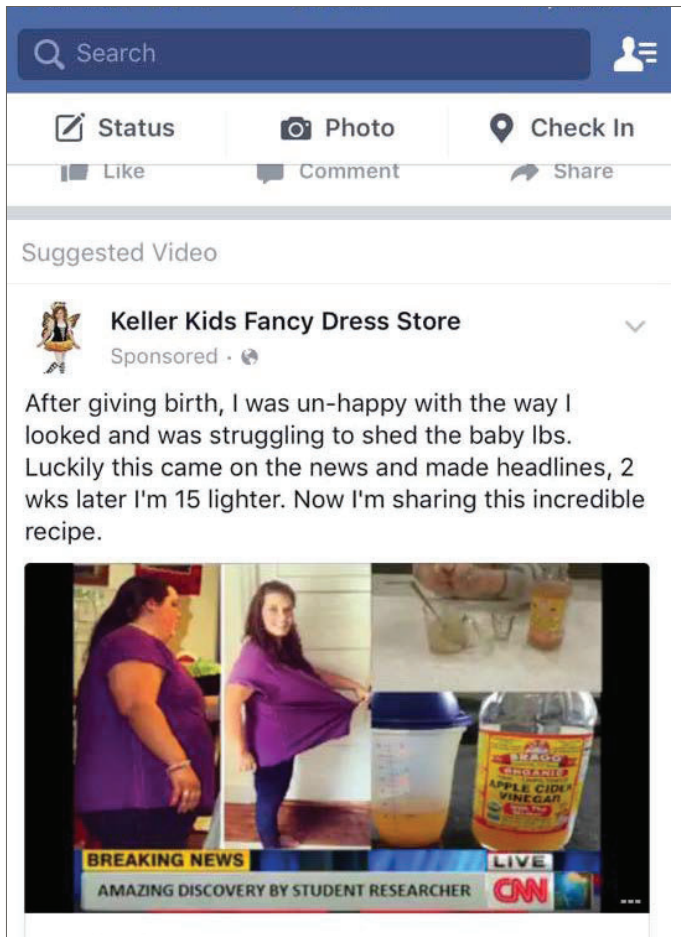 Search
Status
Photo
Check In
Like
Comment
Share
Suggested Video
Keller Kids Fancy Dress Store
Sponsored ·
After giving birth, I was un-happy with the way I
looked and was struggling to shed the baby lbs.
Luckily this came on the news and made headlines, 2
wks later I'm 15 lighter. Now I'm sharing this incredible
recipe.
BRAGG
ORGANIC
APPLE CIDER
VINEGAR
BREAKING NEWS
LIVE
AMAZING DISCOVERY BY STUDENT RESEARCHER
CNN